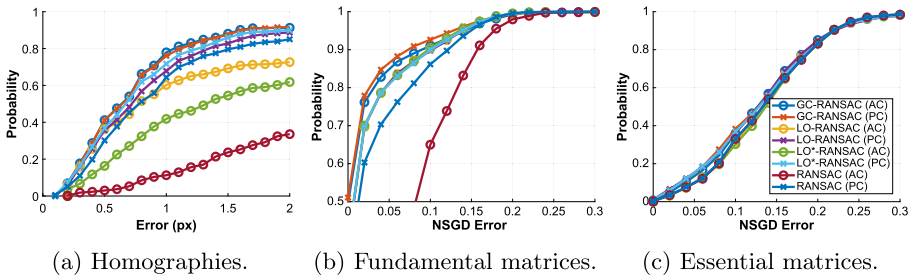 1
0.8
0.6
0.4
0.2
0
Probability
0 0.5 1 1.5 2
Error (px)
1
0.9
0.8
0.7
0.6
0.5
Probability
0 0.05 0.1 0.15 0.2 0.25 0.3
NSGD Error
1
0.8
0.6
0.4
0.2
0
Probability
0 0.05 0.1 0.15 0.2 0.25 0.3
NSGD Error
GC-RANSAC (AC)
GC-RANSAC (PC)
LO-RANSAC (AC)
LO-RANSAC (PC)
LO*-RANSAC (AC)
LO*-RANSAC (PC)
RANSAC (AC)
RANSAC (PC)
(a) Homographies.
(b) Fundamental matrices.
(c) Essential matrices.